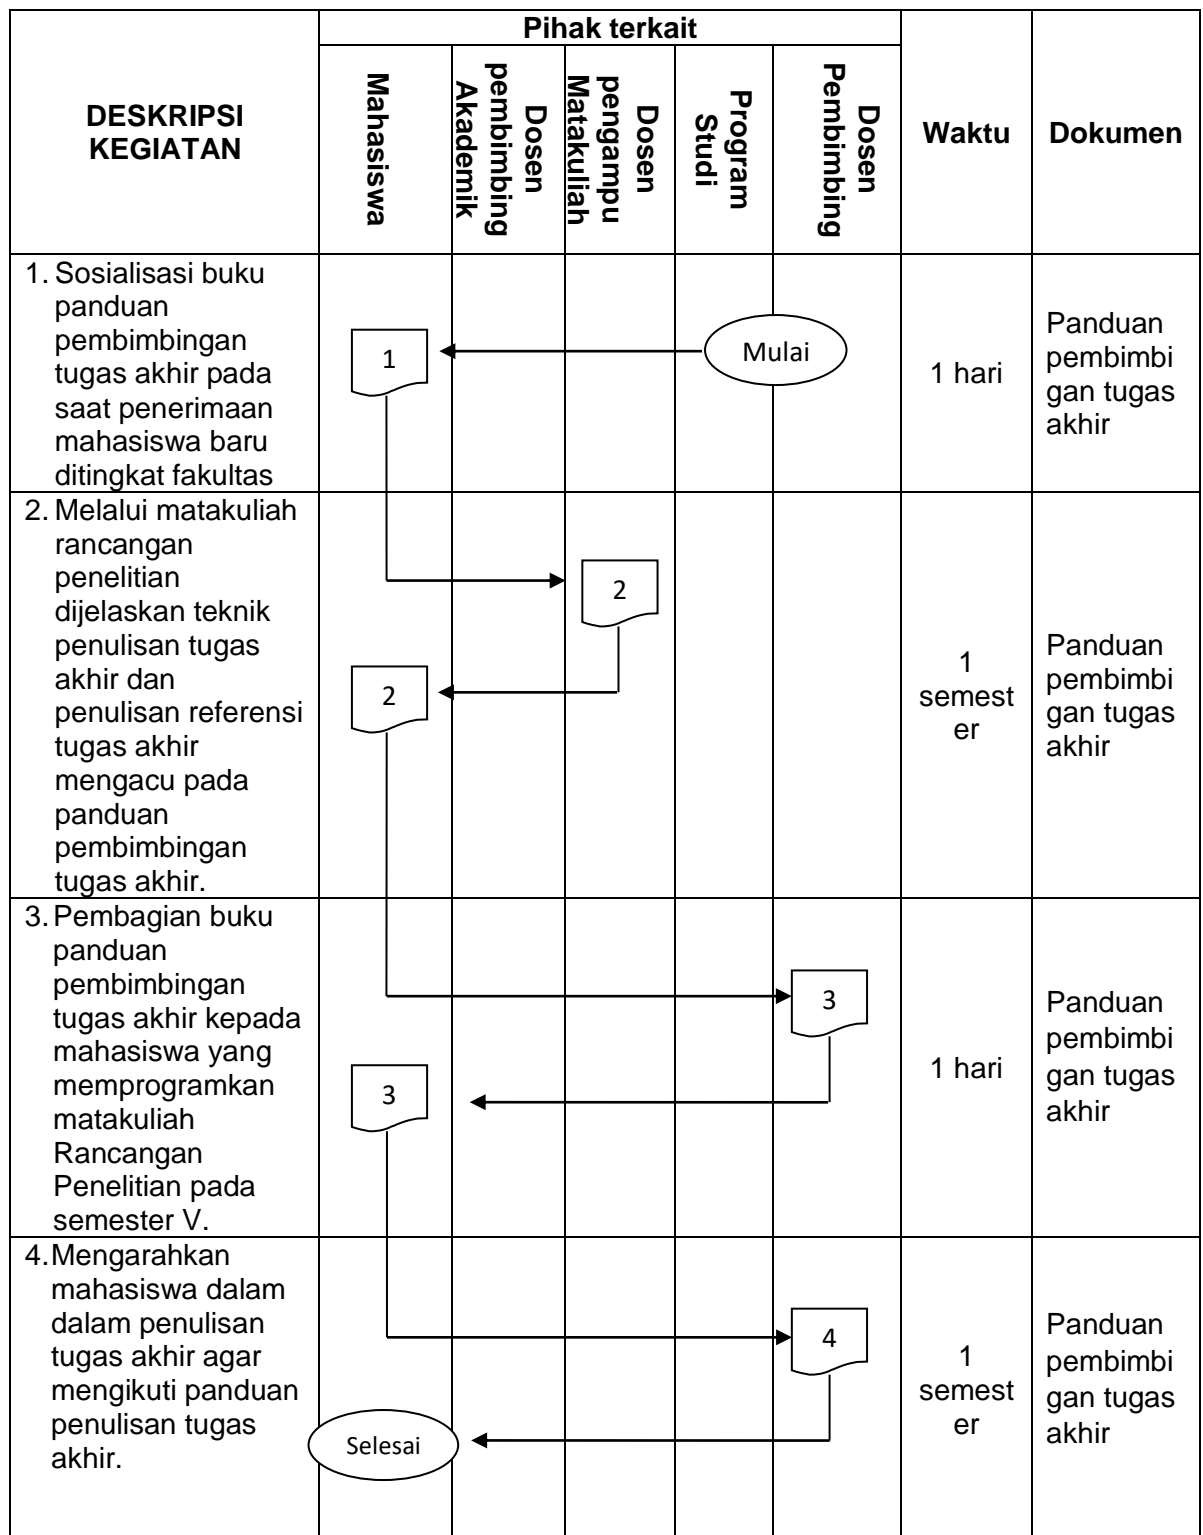 Pihak terkait
DESKRIPSI
KEGIATAN
Mahasiswa
Dosen
pembimbing
Akademik
Dosen
pengampu
Matakuliah
Program
Studi
Dosen
Pembimbing
Waktu
Dokumen
1. Sosialisasi buku
panduan
pembimbingan
tugas akhir pada
saat penerimaan
mahasiswa baru
ditingkat fakultas
1
Mulai
1 hari
Panduan
pembimbi
gan tugas
akhir
2. Melalui matakuliah
rancangan
penelitian
dijelaskan teknik
penulisan tugas
akhir dan
penulisan referensi
tugas akhir
mengacu pada
panduan
pembimbingan
tugas akhir.
2
2
1
semest
er
Panduan
pembimbi
gan tugas
akhir
3. Pembagian buku
panduan
pembimbingan
tugas akhir kepada
mahasiswa yang
memprogramkan
matakuliah
Rancangan
Penelitian pada
semester V.
3
3
1 hari
Panduan
pembimbi
gan tugas
akhir
4. Mengarahkan
mahasiswa dalam
dalam penulisan
tugas akhir agar
mengikuti panduan
penulisan tugas
akhir.
4
Selesai
1
semest
er
Panduan
pembimbi
gan tugas
akhir